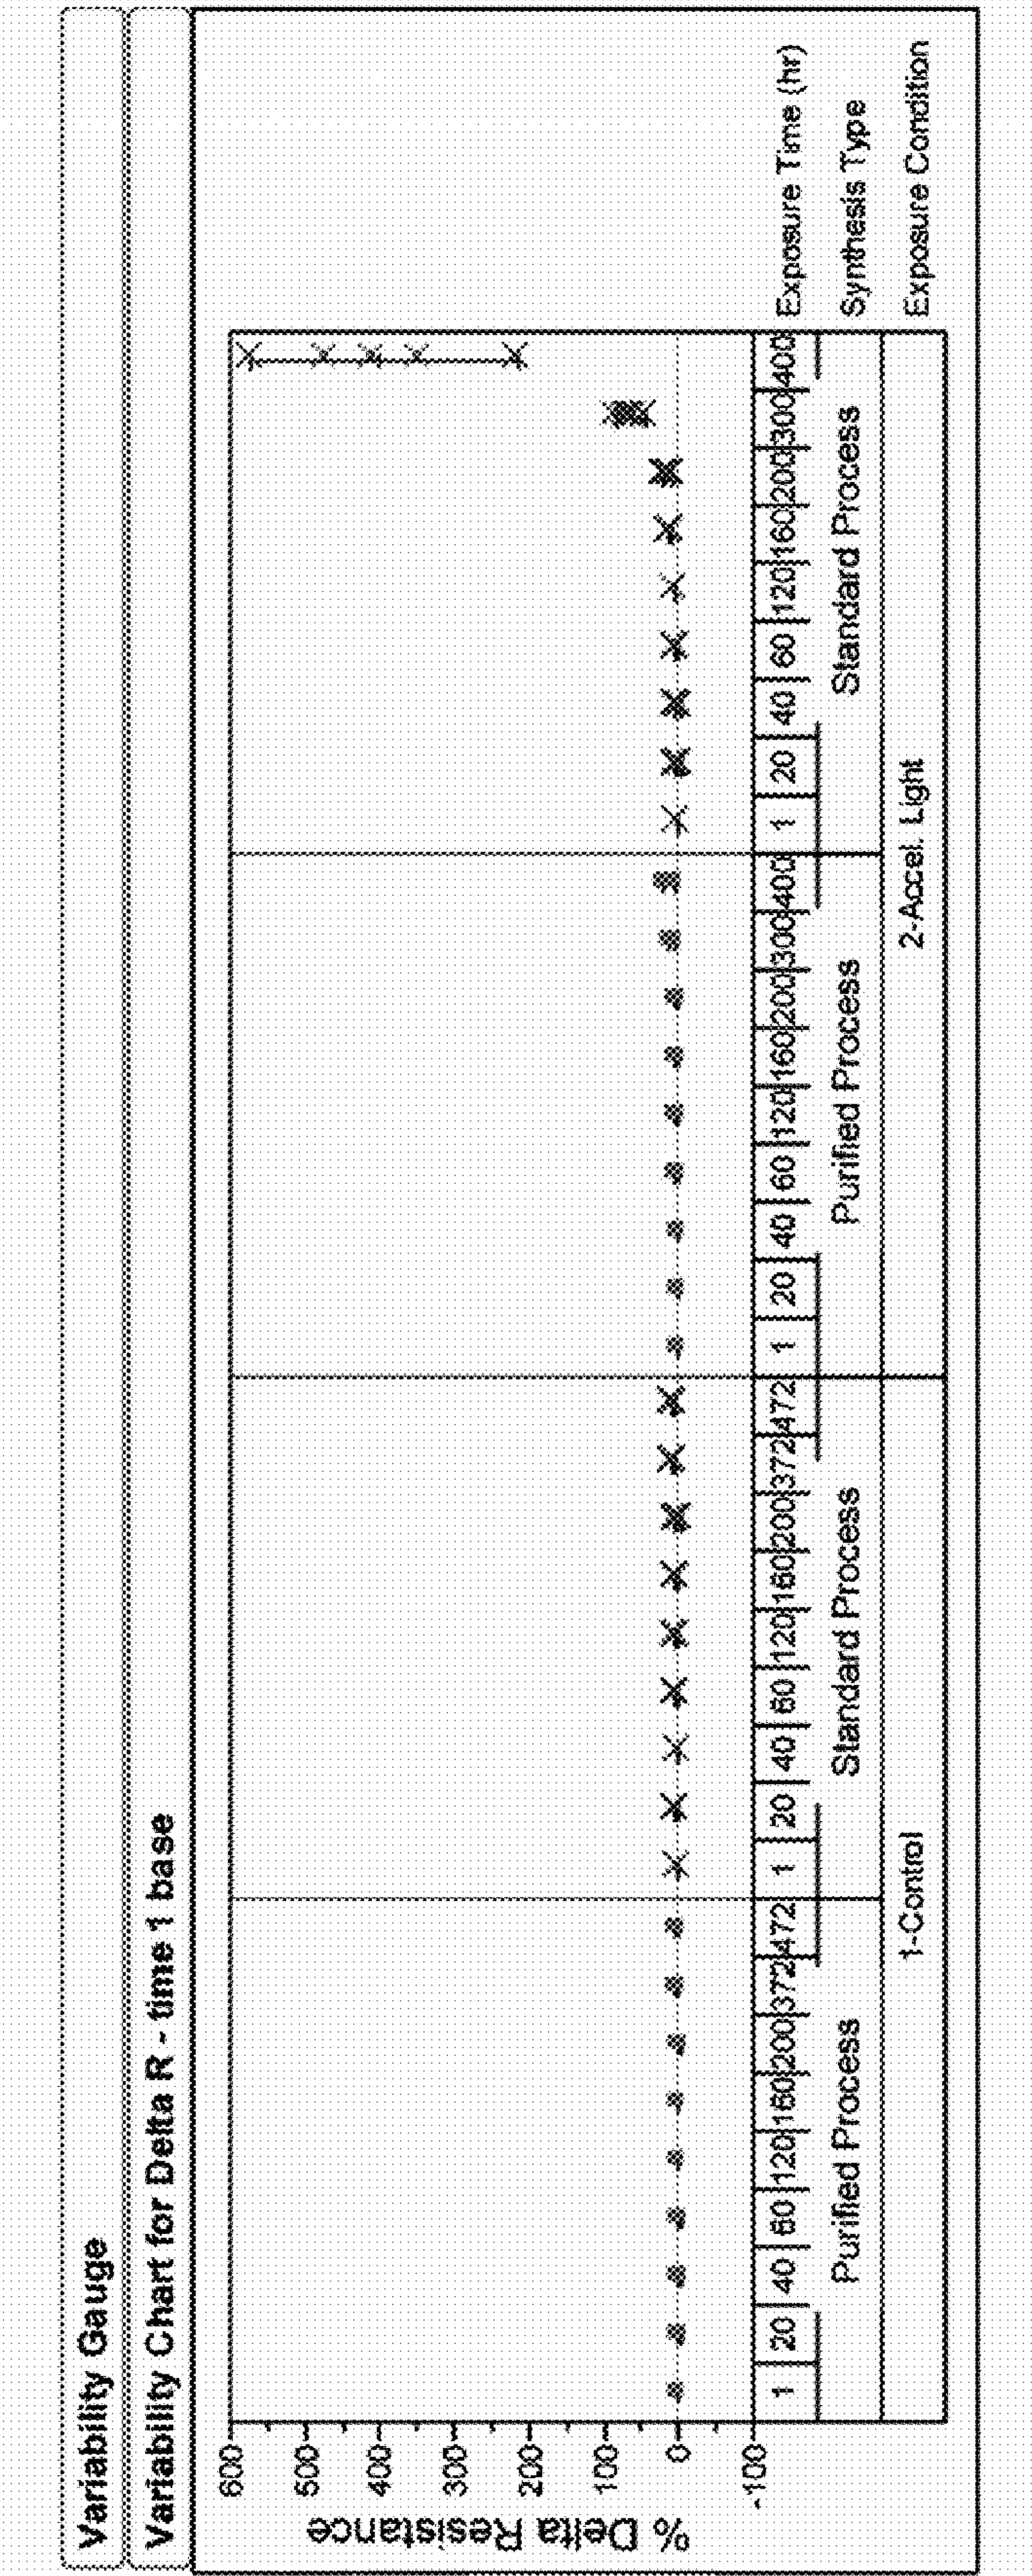 Variability Gauge
Variability Chart for Delta R - time 1 base
% Delta Resistance
600
500
400
300
200
100
0
-100
1 20 40 60 120 160 200 372 472 1 20 40 60 120 160 200 372 472 1 20 40 60 120 160 200 300 400 1 20 40 60 120 160 200 300 400 Exposure Time (hr)
Purified Process Standard Process Purified Process Standard Process Synthesis Type
1-Control 2-Accel. Light Exposure Condition